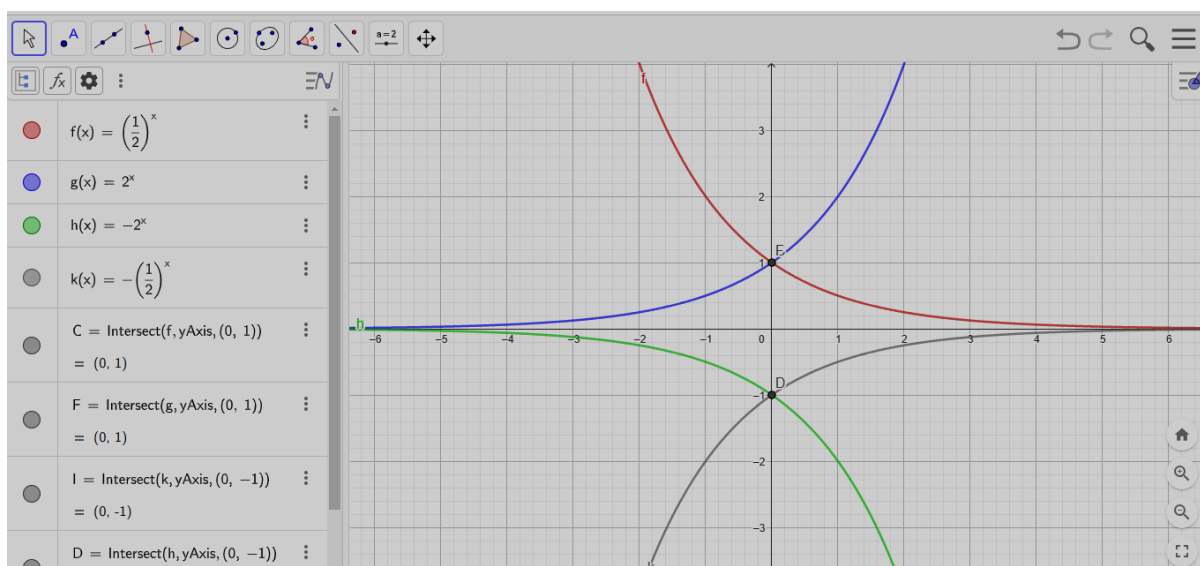 A
a=2
fx
f(x) = (1/2)^x
g(x) = 2^x
h(x) = −2^x
k(x) = −(1/2)^x
C = Intersect(f, yAxis, (0, 1))
= (0, 1)
F = Intersect(g, yAxis, (0, 1))
= (0, 1)
I = Intersect(k, yAxis, (0, −1))
= (0, -1)
D = Intersect(h, yAxis, (0, −1))
f
3
2
1
h
−6 −5 −4 −3 −2 −1 0 1 2 3 4 5 6
D
−1
−2
−3